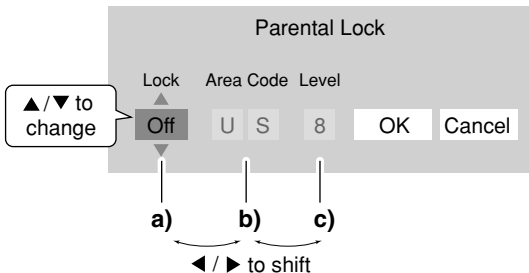 Parental Lock
Lock Area Code Level
▲/▼ to
change
Off U S 8 OK Cancel
a) b) c)
◀ / ▶ to shift